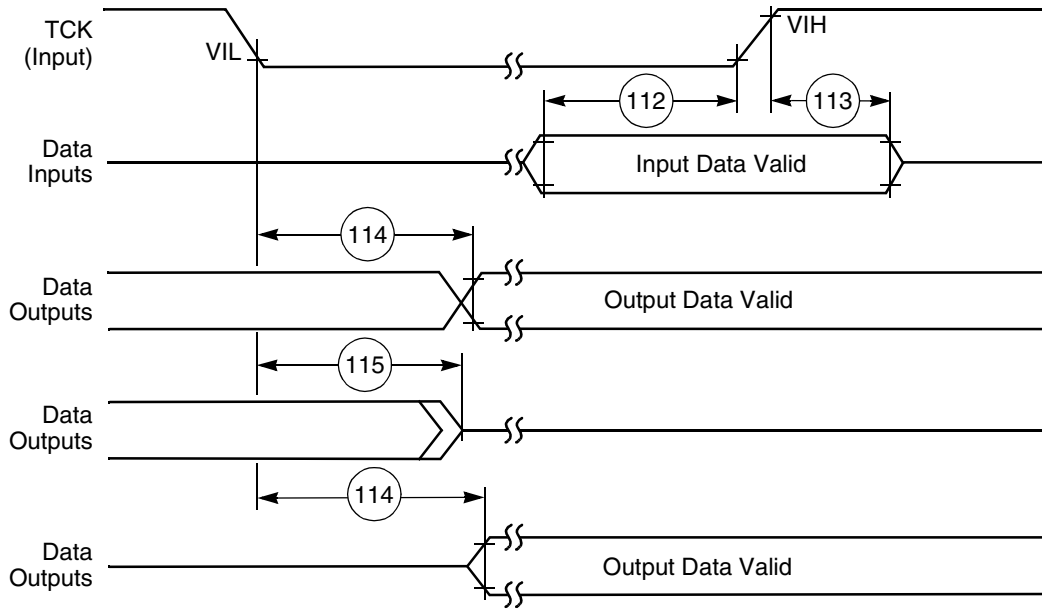 TCK
(Input)
VIL
VIH
112
113
Data
Inputs
Input Data Valid
114
Data
Outputs
Output Data Valid
115
Data
Outputs
114
Data
Outputs
Output Data Valid